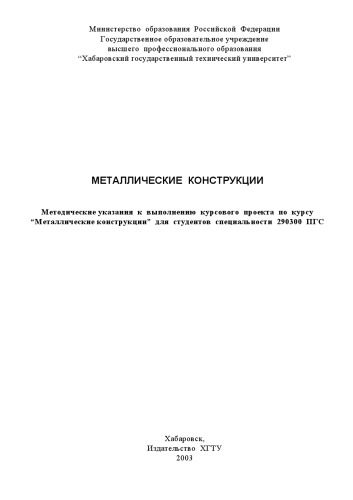 Министерство образования Российской Федерации
Государственное образовательное учреждение
высшего профессионального образования
“Хабаровский государственный технический университет”
МЕТАЛЛИЧЕСКИЕ КОНСТРУКЦИИ
Методические указания к выполнению курсового проекта по курсу
“Металлические конструкции” для студентов специальности 290300 ПГС
Хабаровск,
Издательство ХГТУ
2003